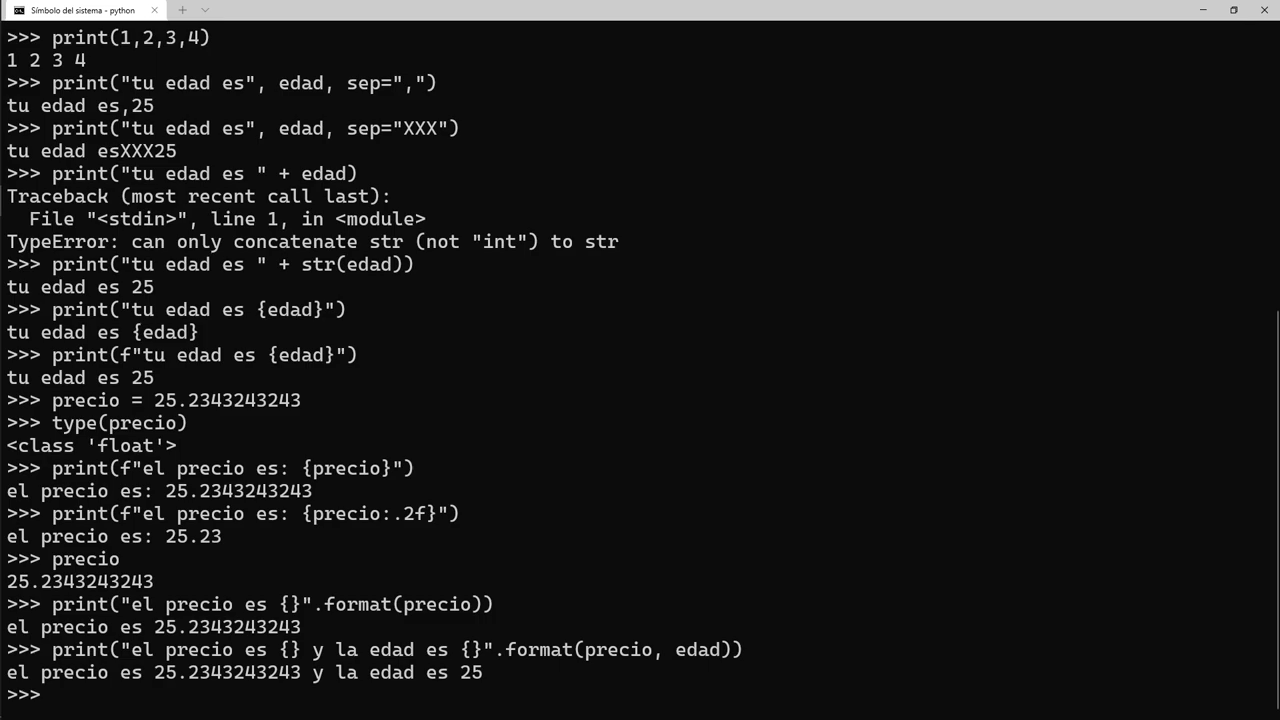 Símbolo del sistema - python
>>> print(1,2,3,4)
1 2 3 4
>>> print("tu edad es", edad, sep=",")
tu edad es,25
>>> print("tu edad es", edad, sep="XXX")
tu edad esXXX25
>>> print("tu edad es " + edad)
Traceback (most recent call last):
  File "<stdin>", line 1, in <module>
TypeError: can only concatenate str (not "int") to str
>>> print("tu edad es " + str(edad))
tu edad es 25
>>> print("tu edad es {edad}")
tu edad es {edad}
>>> print(f"tu edad es {edad}")
tu edad es 25
>>> precio = 25.2343243243
>>> type(precio)
<class 'float'>
>>> print(f"el precio es: {precio}")
el precio es: 25.2343243243
>>> print(f"el precio es: {precio:.2f}")
el precio es: 25.23
>>> precio
25.2343243243
>>> print("el precio es {}".format(precio))
el precio es 25.2343243243
>>> print("el precio es {} y la edad es {}".format(precio, edad))
el precio es 25.2343243243 y la edad es 25
>>>